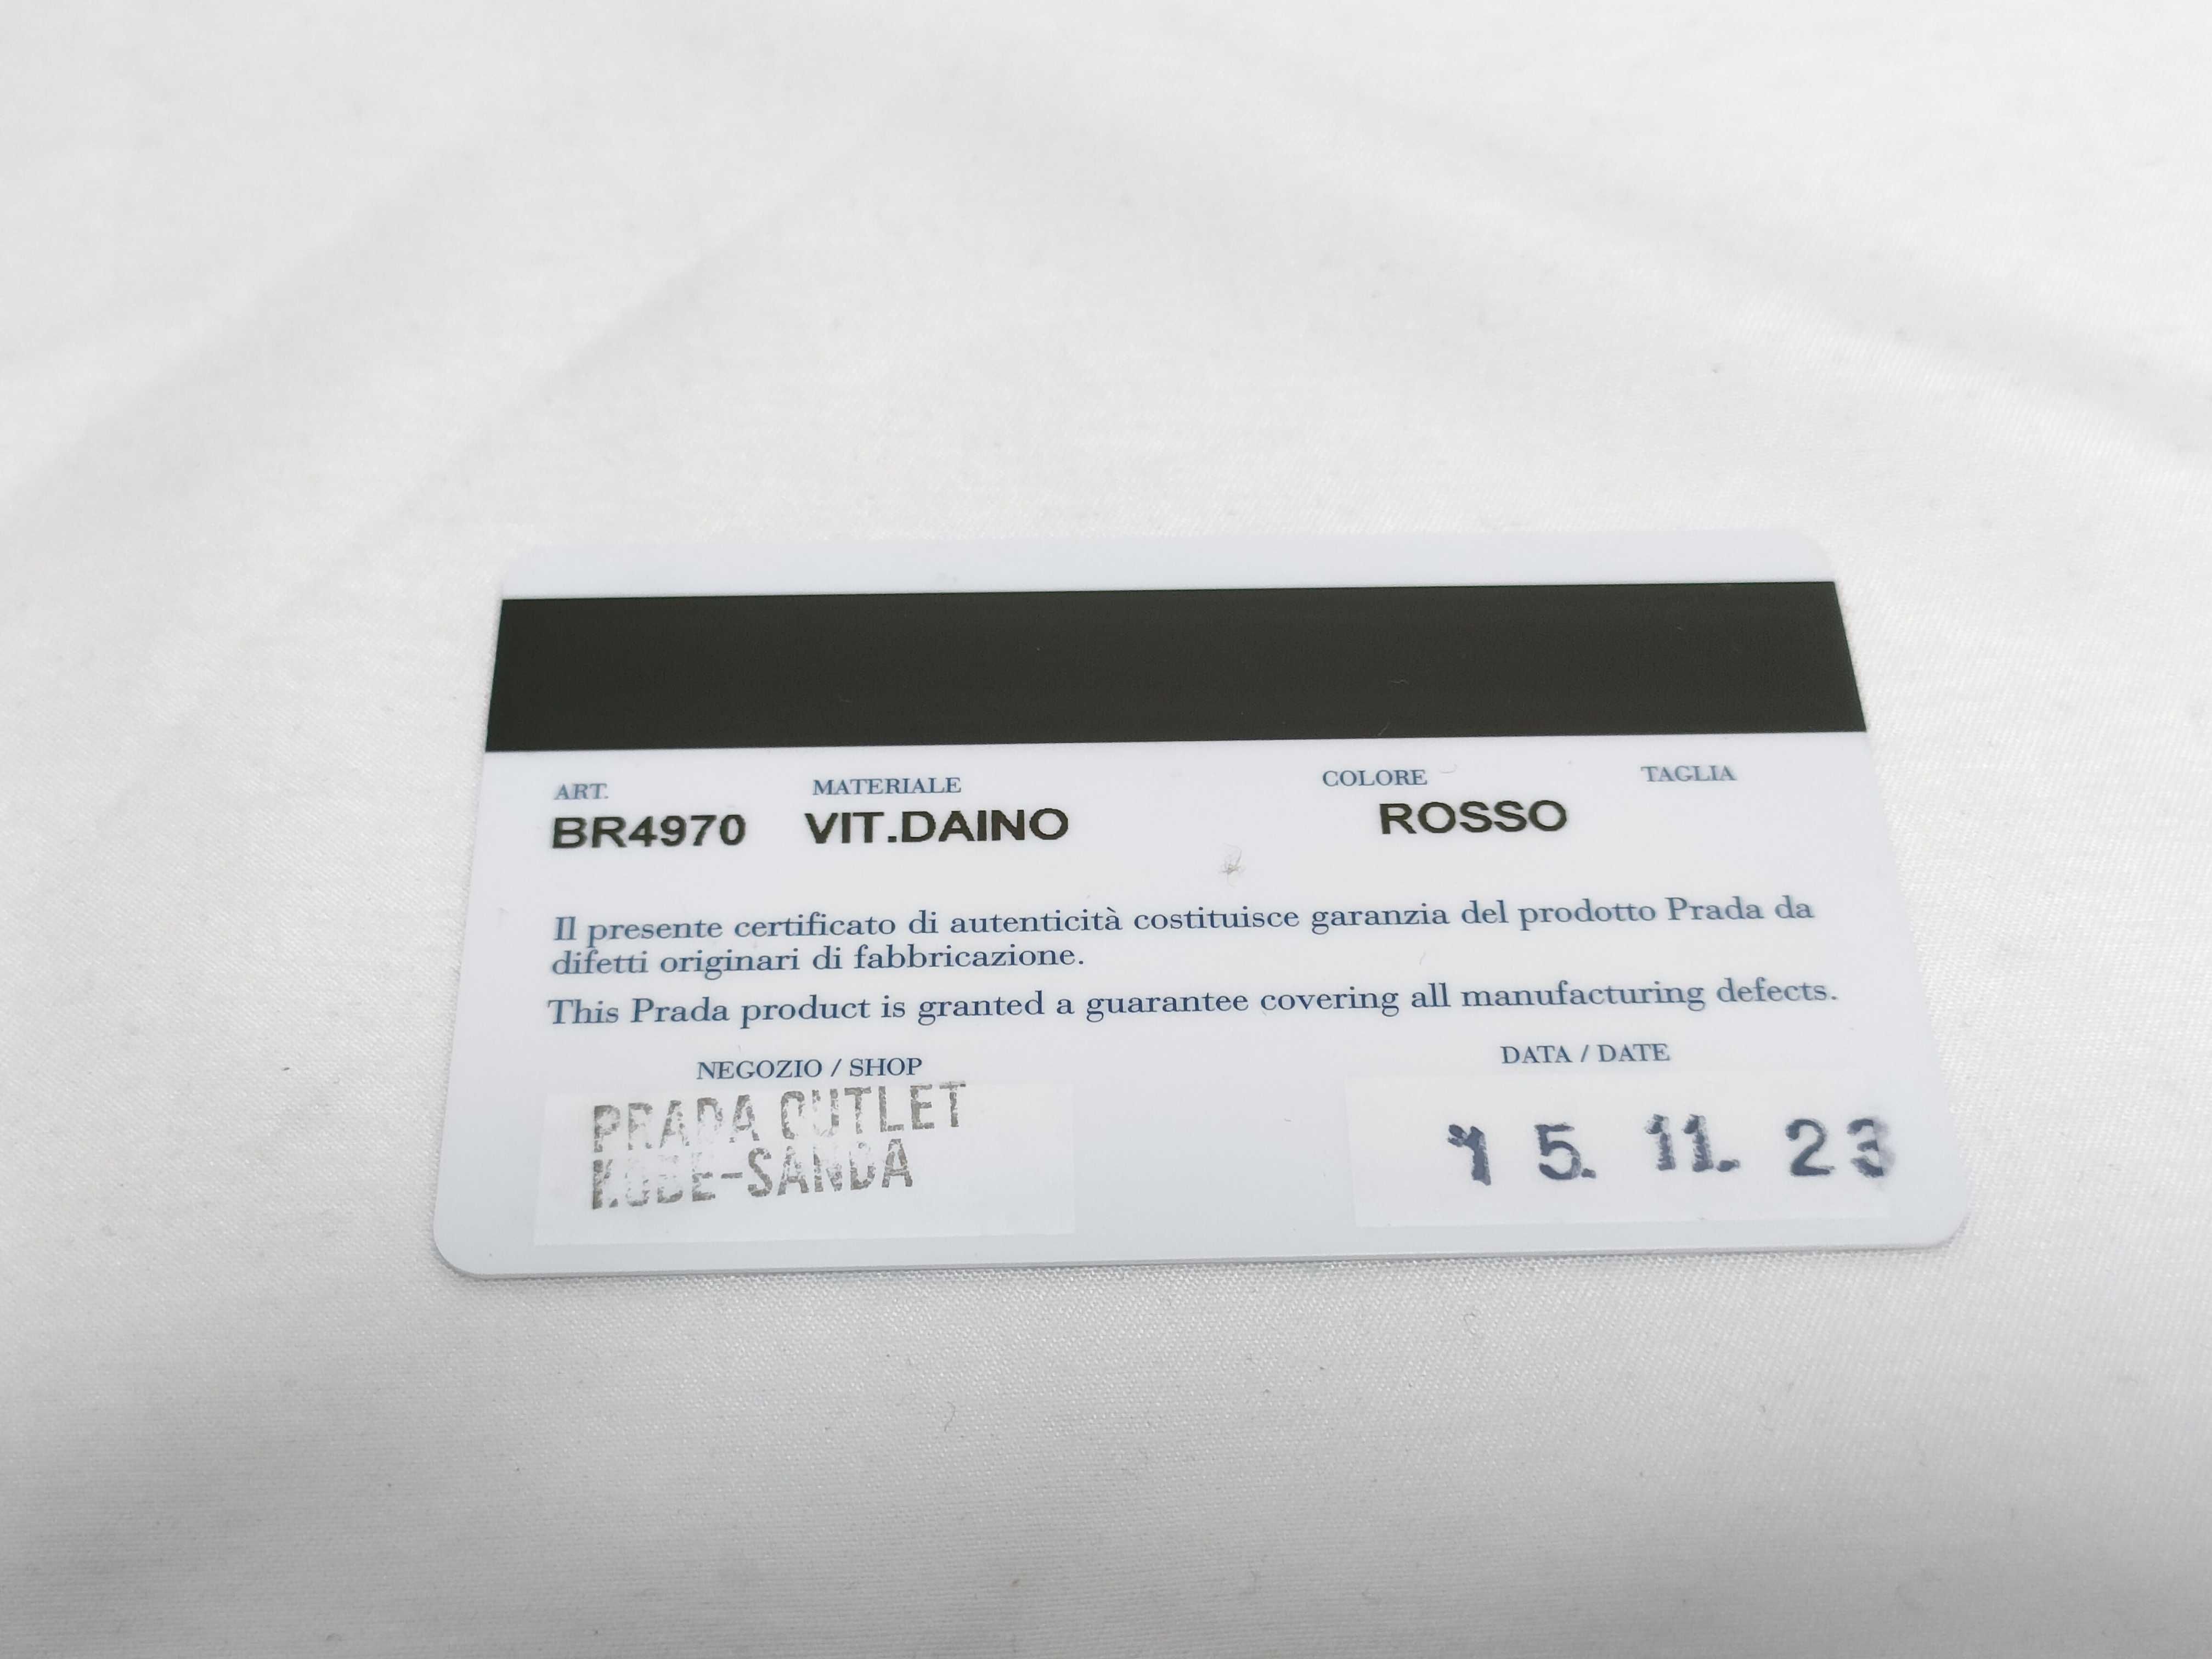 ART. MATERIALE COLORE TAGLIA
BR4970 VIT.DAINO ROSSO
Il presente certificato di autenticità costituisce garanzia del prodotto Prada da
difetti originari di fabbricazione.
This Prada product is granted a guarantee covering all manufacturing defects.
NEGOZIO / SHOP DATA / DATE
PRADA OUTLET
KOBE-SANDA
15. 11. 23